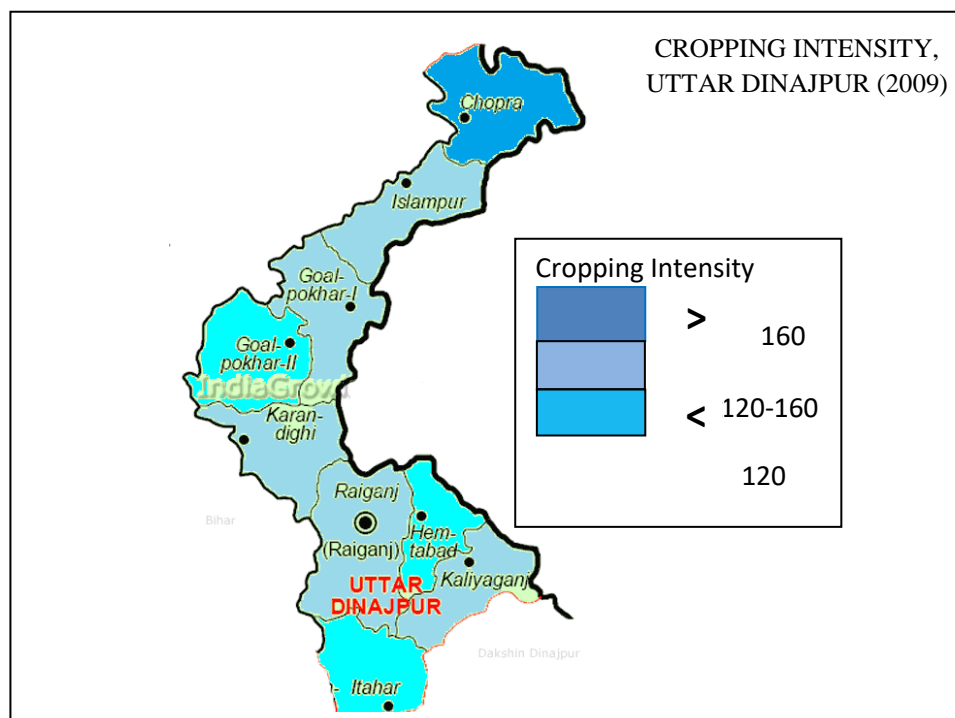 CROPPING INTENSITY,
UTTAR DINAJPUR (2009)
Chopra
Islampur
Goal-
pokhar-I
Goal-
pokhar-II
IndiaGrowi
Karan-
dighi
Raiganj
(Raiganj)
Hem-
tabad
Kaliyaganj
UTTAR
DINAJPUR
Bihar
Dakshin Dinajpur
Itahar
Cropping Intensity
>
160
< 120-160
120